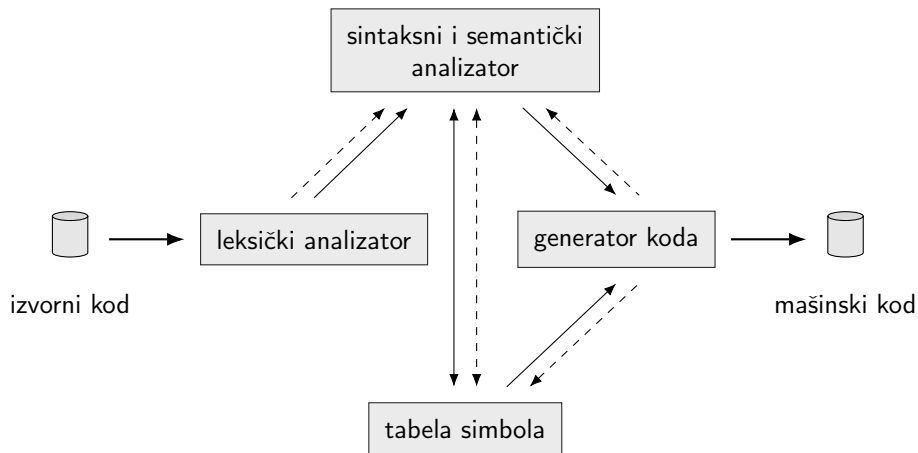 sintaksni i semantički
analizator
leksički analizator
generator koda
izvorni kod
mašinski kod
tabela simbola